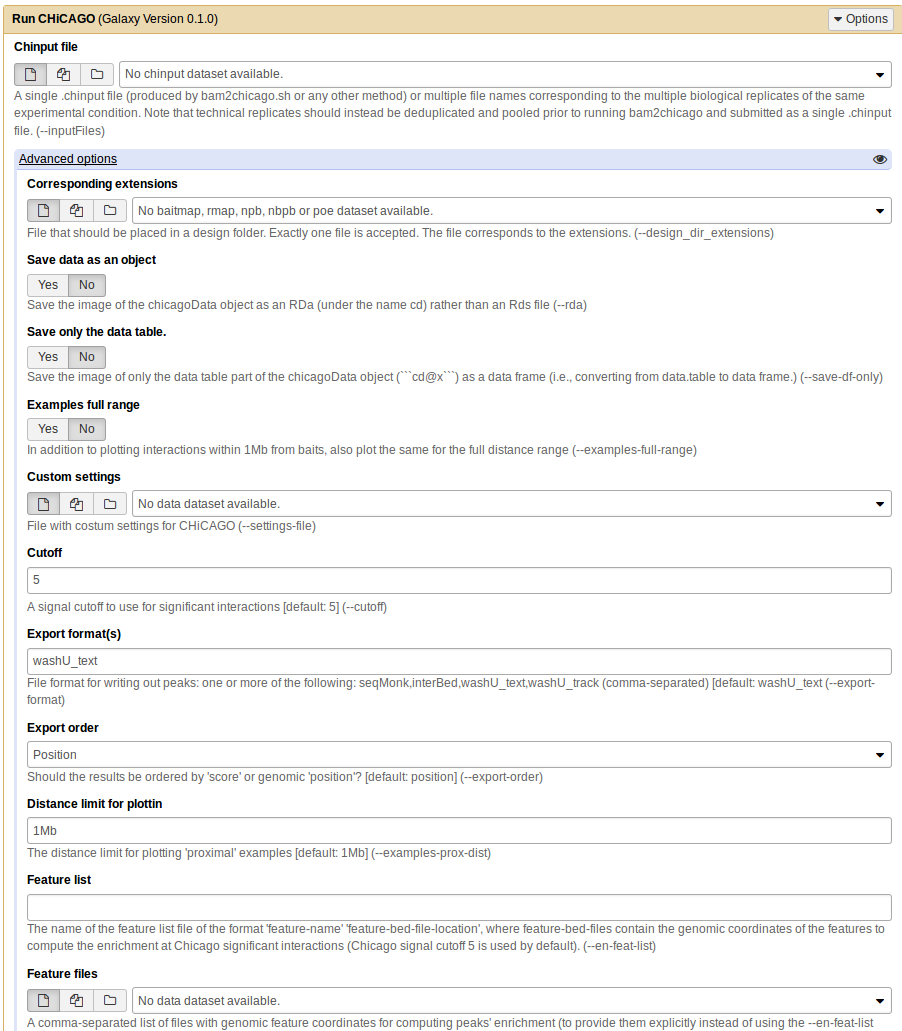 Run CHiCAGO (Galaxy Version 0.1.0)
Options
Chinput file
No chinput dataset available.
A single .chinput file (produced by bam2chicago.sh or any other method) or multiple file names corresponding to the multiple biological replicates of the same
experimental condition. Note that technical replicates should instead be deduplicated and pooled prior to running bam2chicago and submitted as a single .chinput
file. (--inputFiles)
Advanced options
Corresponding extensions
No baitmap, rmap, npb, nbpb or poe dataset available.
File that should be placed in a design folder. Exactly one file is accepted. The file corresponds to the extensions. (--design_dir_extensions)
Save data as an object
Yes No
Save the image of the chicagoData object as an RDa (under the name cd) rather than an Rds file (--rda)
Save only the data table.
Yes No
Save the image of only the data table part of the chicagoData object (```cd@x```) as a data frame (i.e., converting from data.table to data frame.) (--save-df-only)
Examples full range
Yes No
In addition to plotting interactions within 1Mb from baits, also plot the same for the full distance range (--examples-full-range)
Custom settings
No data dataset available.
File with costum settings for CHiCAGO (--settings-file)
Cutoff
5
A signal cutoff to use for significant interactions [default: 5] (--cutoff)
Export format(s)
washU_text
File format for writing out peaks: one or more of the following: seqMonk,interBed,washU_text,washU_track (comma-separated) [default: washU_text (--export-
format)
Export order
Position
Should the results be ordered by 'score' or genomic 'position'? [default: position] (--export-order)
Distance limit for plottin
1Mb
The distance limit for plotting 'proximal' examples [default: 1Mb] (--examples-prox-dist)
Feature list
The name of the feature list file of the format 'feature-name' 'feature-bed-file-location', where feature-bed-files contain the genomic coordinates of the features to
compute the enrichment at Chicago significant interactions (Chicago signal cutoff 5 is used by default). (--en-feat-list)
Feature files
No data dataset available.
A comma-separated list of files with genomic feature coordinates for computing peaks' enrichment (to provide them explicitly instead of using the --en-feat-list